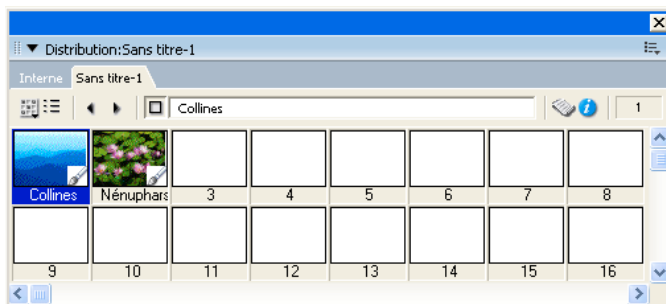 Distribution:Sans titre-1
Interne Sans titre-1
Collines 1
Collines Nénuphars 3 4 5 6 7 8
9 10 11 12 13 14 15 16